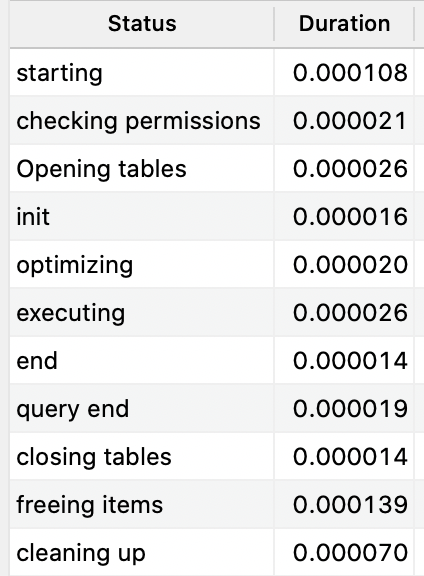 Status Duration
starting 0.000108
checking permissions 0.000021
Opening tables 0.000026
init 0.000016
optimizing 0.000020
executing 0.000026
end 0.000014
query end 0.000019
closing tables 0.000014
freeing items 0.000139
cleaning up 0.000070